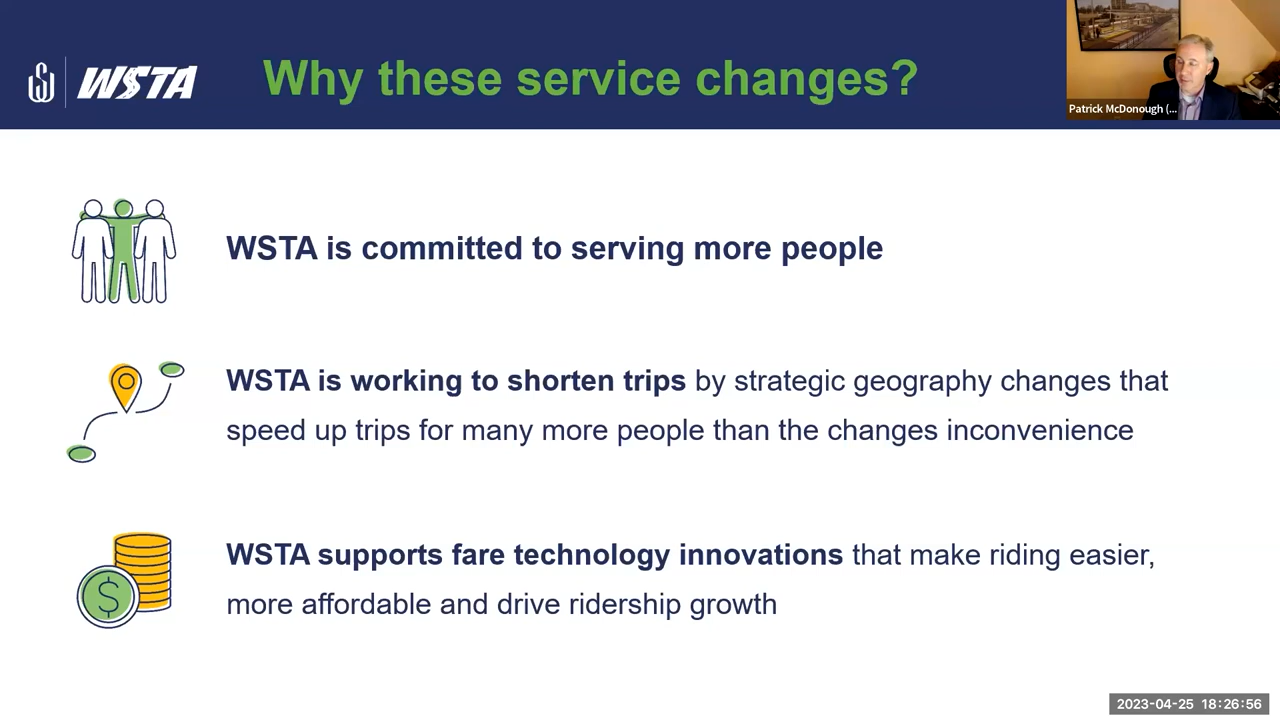 WSTA
Why these service changes?
Patrick McDonough (...
WSTA is committed to serving more people
WSTA is working to shorten trips by strategic geography changes that
speed up trips for many more people than the changes inconvenience
$
WSTA supports fare technology innovations that make riding easier,
more affordable and drive ridership growth
2023-04-25 18:26:56